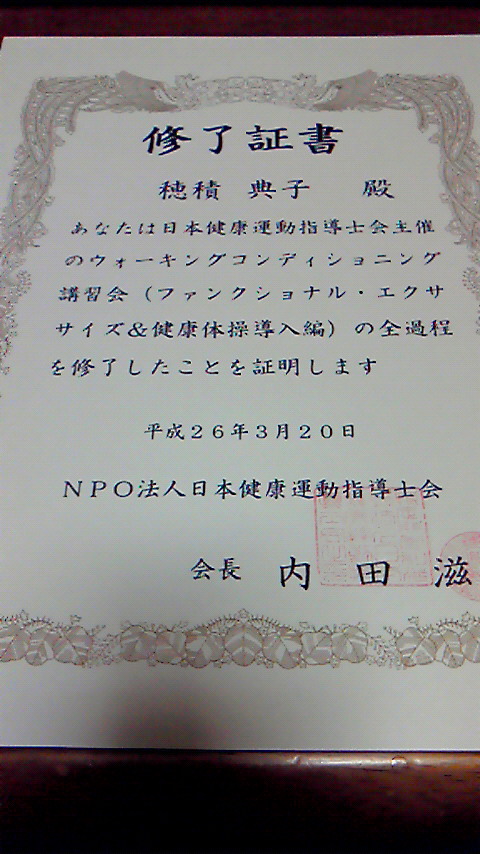 修了証書
穂積 典子 殿
あなたは日本健康運動指導士会主催
のウォーキングコンディショニング
講習会(ファンクショナル・エクサ
サイズ&健康体操導入編)の全過程
を修了したことを証明します
平成26年3月20日
NPO法人日本健康運動指導士会
会長 内田 滋